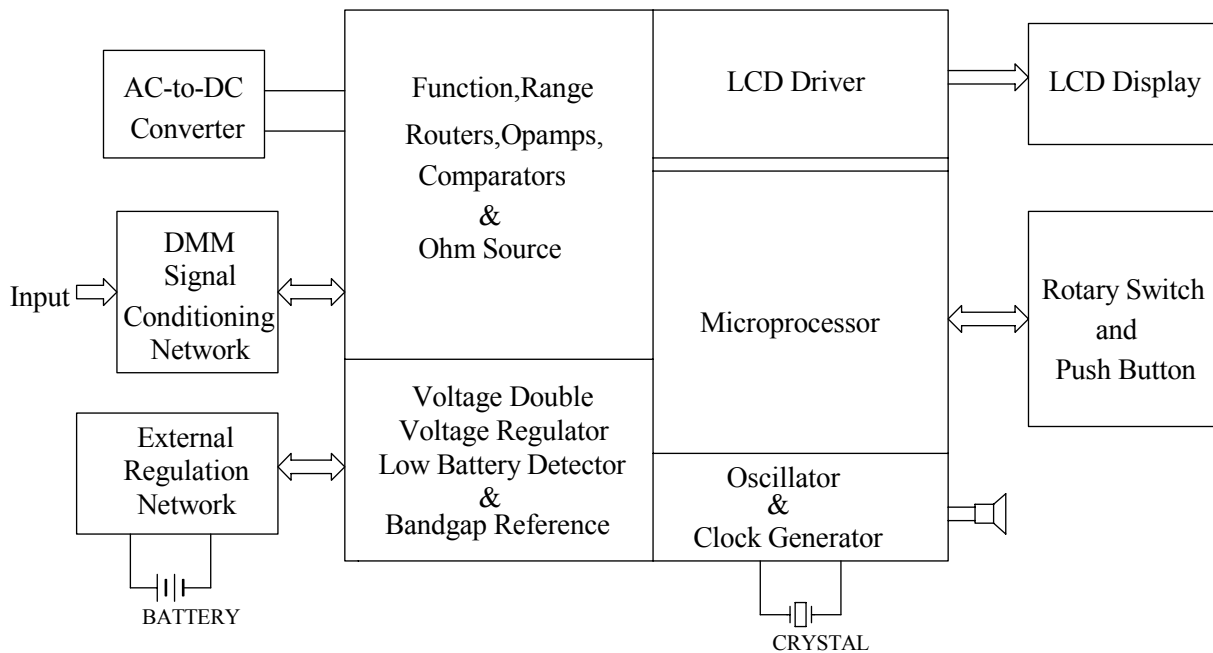 AC-to-DC
Converter
Function,Range
Routers,Opamps,
Comparators
&
Ohm Source
LCD Driver
LCD Display
Input
DMM
Signal
Conditioning
Network
Microprocessor
Rotary Switch
and
Push Button
External
Regulation
Network
BATTERY
Voltage Double
Voltage Regulator
Low Battery Detector
&
Bandgap Reference
Oscillator
&
Clock Generator
CRYSTAL